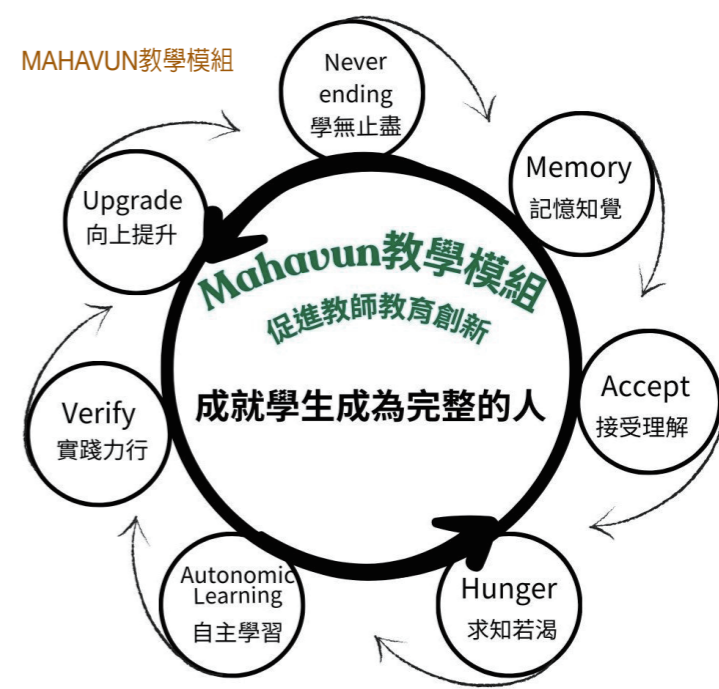 MAHAVUN教學模組
Never
ending
學無止盡
Memory
記憶知覺
Accept
接受理解
Hunger
求知若渴
Autonomic
Learning
自主學習
Verify
實踐力行
Upgrade
向上提升
Mahavun教學模組
促進教師教育創新
成就學生成為完整的人